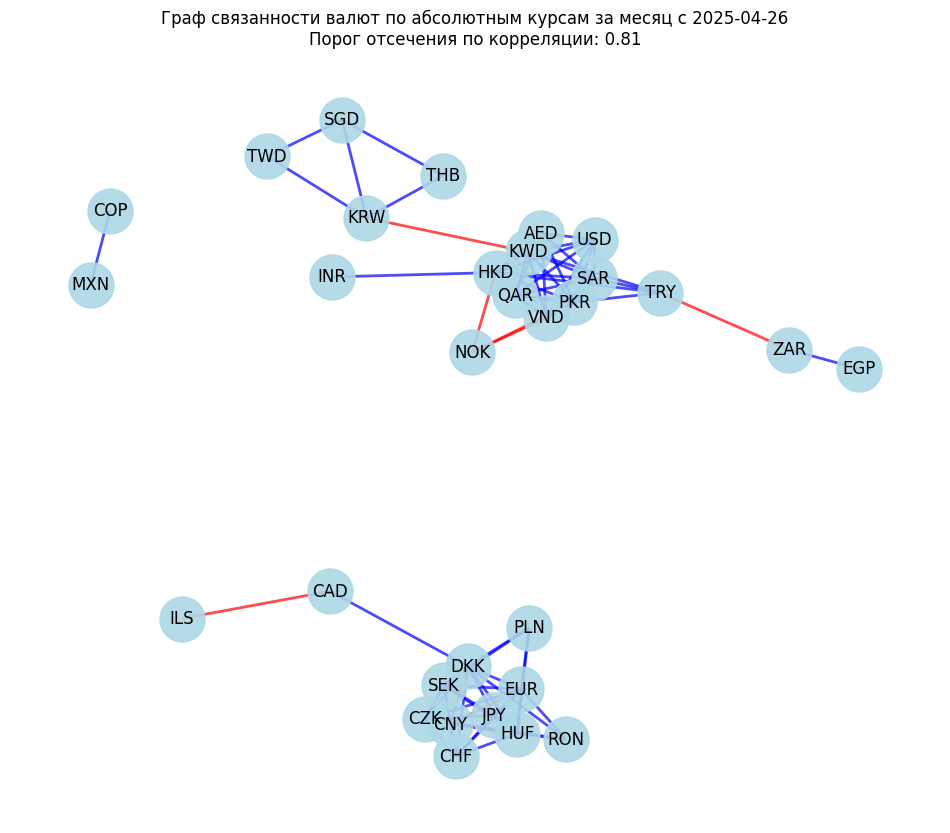 Граф связанности валют по абсолютным курсам за месяц с 2025-04-26
Порог отсечения по корреляции: 0.81
SGD
TWD
THB
COP
KRW
AED
USD
KWD
HKD
INR
SAR
MXN
QAR
TRY
PKR
VND
NOK
ZAR
EGP
CAD
ILS
PLN
DKK
SEK
EUR
JPY
CZK
CNY
HUF
RON
CHF